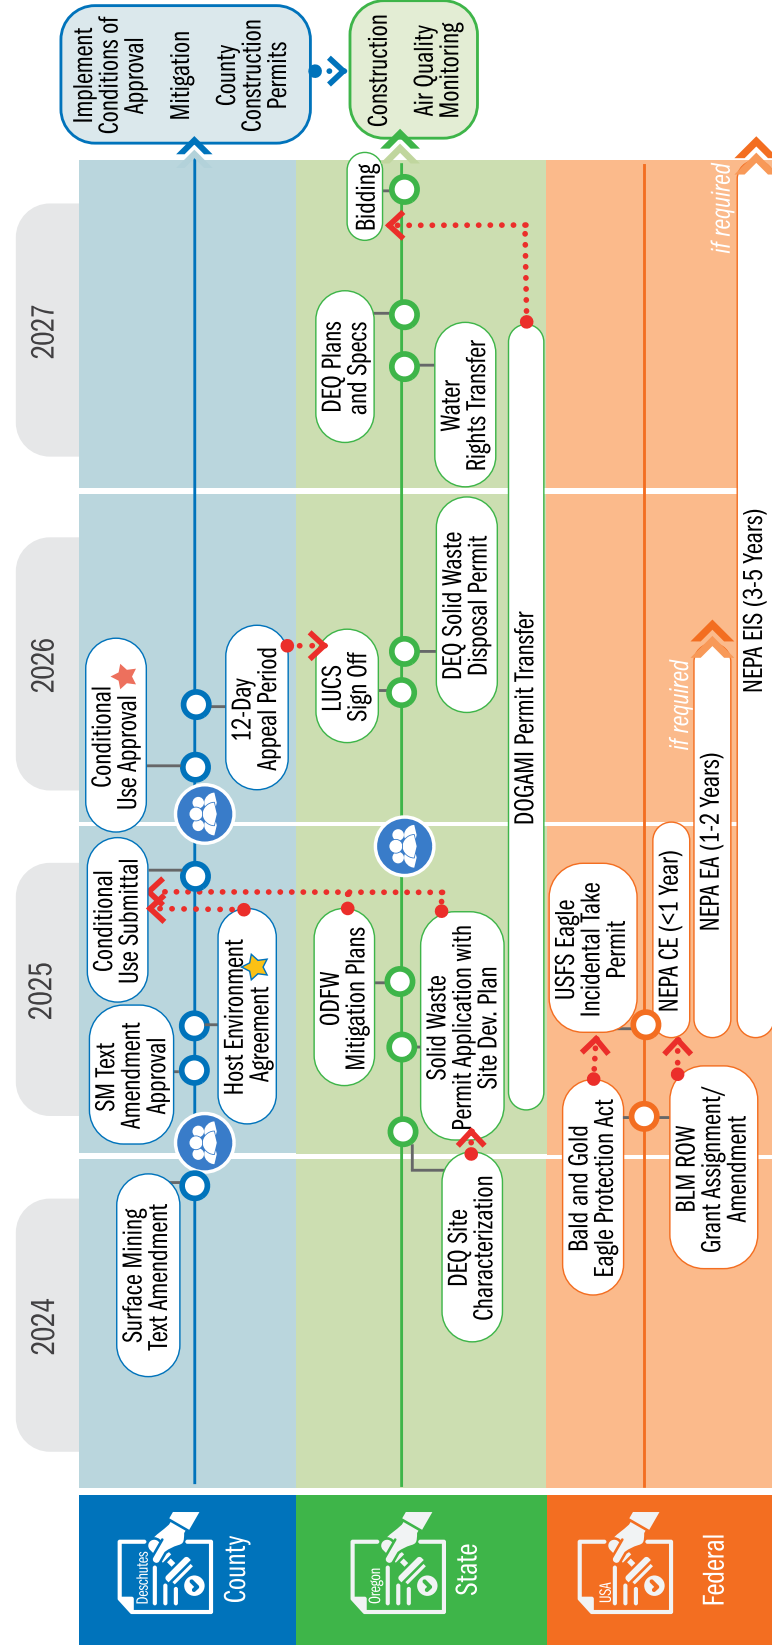 2024
2025
2026
2027
Deschutes
County
Surface Mining
Text Amendment
SM Text
Amendment
Approval
Host Environment
Agreement
Conditional
Use Submittal
Conditional
Use Approval
12-Day
Appeal Period
Implement
Conditions of
Approval
Mitigation
County
Construction
Permits
Oregon
State
DEQ Site
Characterization
Solid Waste
Permit Application with
Site Dev. Plan
ODFW
Mitigation Plans
LUCS
Sign Off
DEQ Solid Waste
Disposal Permit
Water
Rights Transfer
DEQ Plans
and Specs
Bidding
DOGAMI Permit Transfer
Construction
Air Quality
Monitoring
USA
Federal
Bald and Gold
Eagle Protection Act
BLM ROW
Grant Assignment/
Amendment
USFS Eagle
Incidental Take
Permit
NEPA CE (<1 Year)
NEPA EA (1-2 Years)
if required
NEPA EIS (3-5 Years)
if required